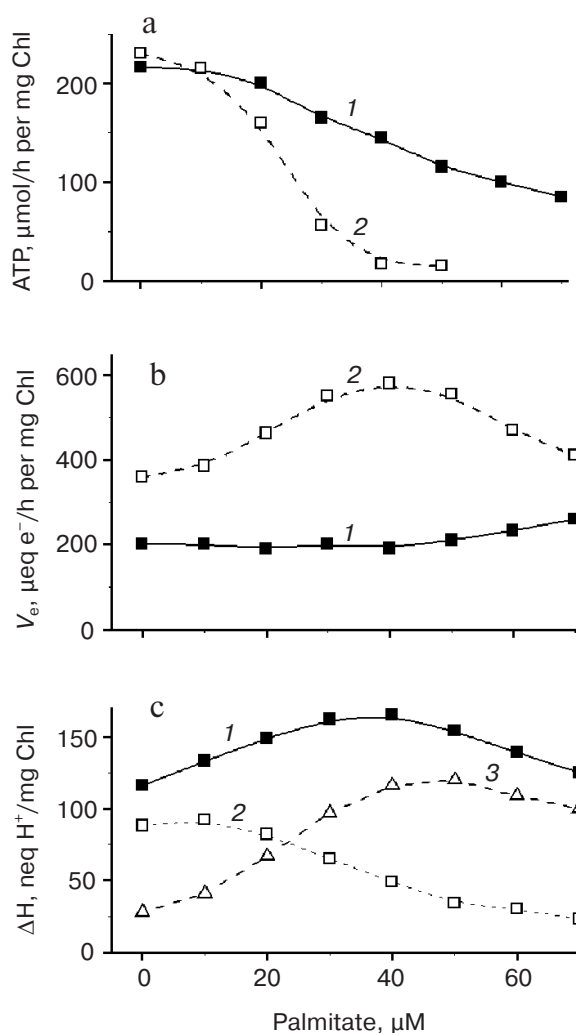 a
ATP, µmol/h per mg Chl
200
100
0
1
2
b
Vₑ, µeq e⁻/h per mg Chl
600
400
200
0
2
1
c
ΔH, neq H⁺/mg Chl
150
100
50
0
1
2
3
0 20 40 60
Palmitate, µM